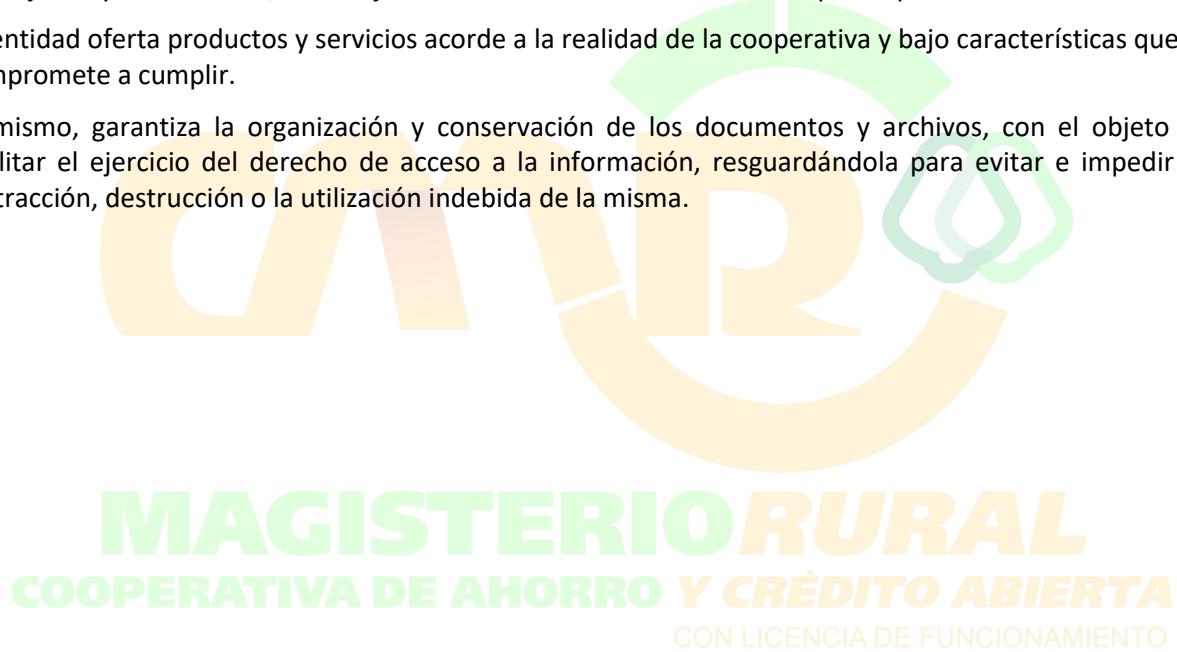 entidad oferta productos y servicios acorde a la realidad de la cooperativa y bajo características que
mpromete a cumplir.
mismo, garantiza la organización y conservación de los documentos y archivos, con el objeto
litar el ejercicio del derecho de acceso a la información, resguardándola para evitar e impedir
tracción, destrucción o la utilización indebida de la misma.
CMR
MAGISTERIO RURAL
COOPERATIVA DE AHORRO Y CRÉDITO ABIERTA
CON LICENCIA DE FUNCIONAMIENTO